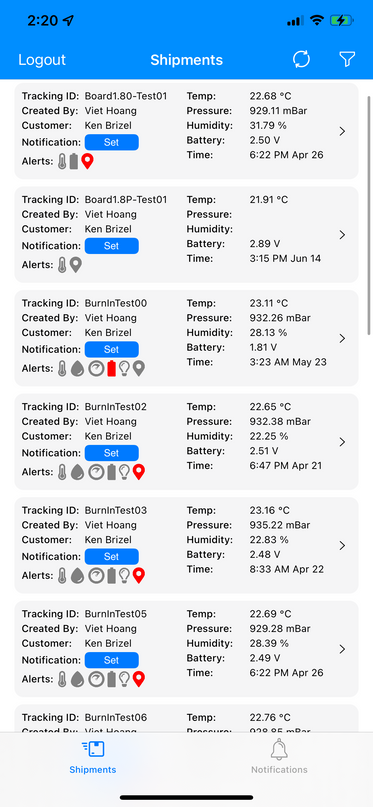 2:20
Logout
Shipments
Tracking ID: Board1.80-Test01
Temp: 22.68 °C
Created By: Viet Hoang
Pressure: 929.11 mBar
Customer: Ken Brizel
Humidity: 31.79 %
Notification: Set
Battery: 2.50 V
Alerts:
Time: 6:22 PM Apr 26
Tracking ID: Board1.8P-Test01
Temp: 21.91 °C
Created By: Viet Hoang
Pressure:
Customer: Ken Brizel
Humidity:
Notification: Set
Battery: 2.89 V
Alerts:
Time: 3:15 PM Jun 14
Tracking ID: BurnInTest00
Temp: 23.11 °C
Created By: Viet Hoang
Pressure: 932.26 mBar
Customer: Ken Brizel
Humidity: 28.13 %
Notification: Set
Battery: 1.81 V
Alerts:
Time: 3:23 AM May 23
Tracking ID: BurnInTest02
Temp: 22.65 °C
Created By: Viet Hoang
Pressure: 932.38 mBar
Customer: Ken Brizel
Humidity: 22.25 %
Notification: Set
Battery: 2.51 V
Alerts:
Time: 6:47 PM Apr 21
Tracking ID: BurnInTest03
Temp: 23.16 °C
Created By: Viet Hoang
Pressure: 935.22 mBar
Customer: Ken Brizel
Humidity: 22.83 %
Notification: Set
Battery: 2.48 V
Alerts:
Time: 8:33 AM Apr 22
Tracking ID: BurnInTest05
Temp: 22.69 °C
Created By: Viet Hoang
Pressure: 929.28 mBar
Customer: Ken Brizel
Humidity: 28.39 %
Notification: Set
Battery: 2.49 V
Alerts:
Time: 6:22 PM Apr 26
Tracking ID: BurnInTest06
Temp: 22.76 °C
Created By: Viet Hoang
Pressure: 928.85 mBar
Shipments
Notifications